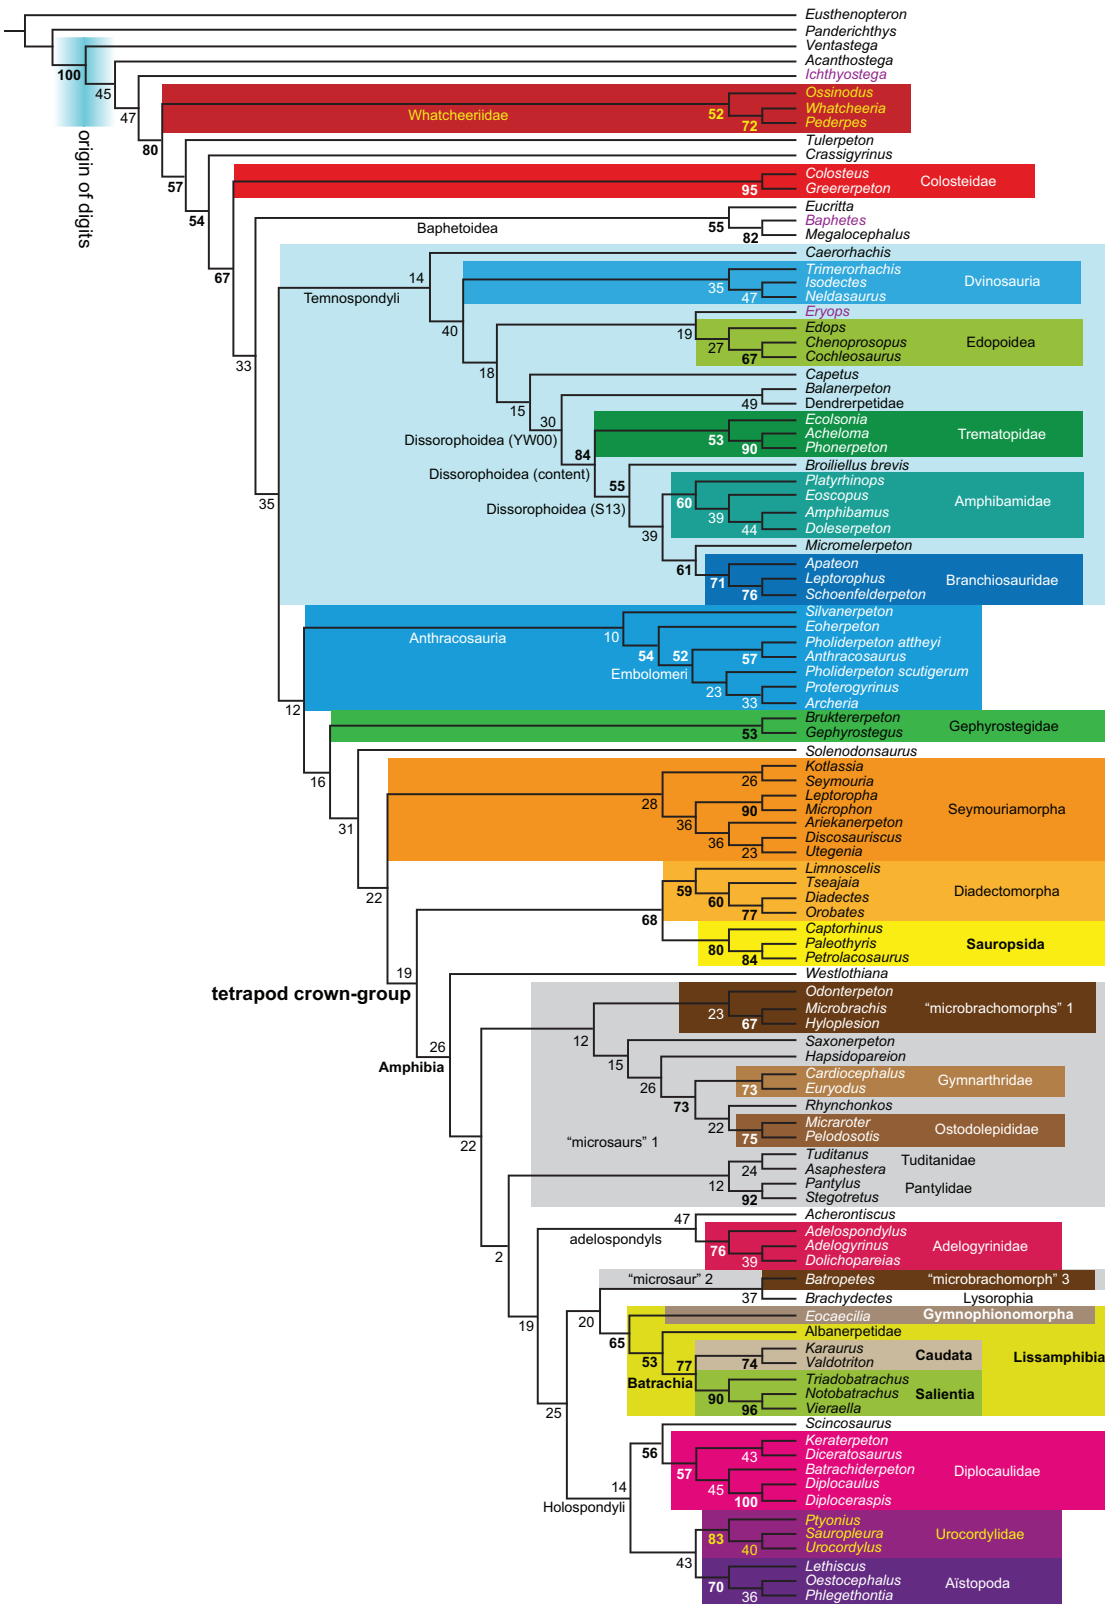 Eusthenopteron
Panderichthys
Ventastega
100
Acanthostega
45
Ichthyostega
47
origin of digits
Ossinodus
Whatcheeriidae
52
Whatcheeria
72
Pederpes
80
Tulerpeton
Crassigyrinus
57
Colosteus
Colosteidae
95
Greererpeton
54
Eucritta
Baphetoidea
55
Baphetes
82
Megalocephalus
67
Caerorhachis
14
Temnospondyli
Trimerorhachis
35
Isodectes
Dvinosauria
47
Neldasaurus
40
Eryops
19
Edops
27
Chenoprosopus
Edopoidea
67
Cochleosaurus
33
18
Capetus
15
Balanerpeton
49
Dendrerpetidae
30
Dissorophoidea (YW00)
Ecolsonia
53
Acheloma
Trematopidae
90
Phonerpeton
84
Dissorophoidea (content)
Broiliellus brevis
55
Dissorophoidea (S13)
Platyrhinops
60
Eoscopus
Amphibamidae
39
Amphibamus
44
Doleserpeton
35
39
Micromelerpeton
61
Apateon
71
Leptorophus
Branchiosauridae
76
Schoenfelderpeton
Silvanerpeton
Anthracosauria
10
Eoherpeton
54
52
Pholiderpeton attheyi
57
Anthracosaurus
Embolomeri
Pholiderpeton scutigerum
23
Proterogyrinus
33
Archeria
12
Bruktererpeton
Gephyrostegidae
53
Gephyrostegus
Solenodonsaurus
16
Kotlassia
26
Seymouria
28
Leptoropha
90
Microphon
Seymouriamorpha
36
Ariekanerpeton
36
Discosauriscus
23
Utegenia
31
Limnoscelis
59
Tseajaia
60
Diadectes
Diadectomorpha
77
Orobates
22
68
Captorhinus
80
Paleothyris
Sauropsida
84
Petrolacosaurus
19
tetrapod crown-group
Westlothiana
Odonterpeton
23
Microbrachis
"microbrachomorphs" 1
67
Hyloplesion
12
Saxonerpeton
26
Amphibia
15
Hapsidopareion
26
Cardiocephalus
Gymnarthridae
73
Euryodus
73
Rhynchonkos
22
Micraroter
Ostodolepididae
75
Pelodosotis
22
"microsaurs" 1
Tuditanus
Tuditanidae
24
Asaphestera
12
Pantylus
Pantylidae
92
Stegotretus
2
47
Acherontiscus
adelospondyls
Adelospondylus
76
Adelogyrinus
Adelogyrinidae
39
Dolichopareias
"microsaur" 2
Batropetes
"microbrachomorph" 3
37
Brachydectes
Lysorophia
19
20
Eocaecilia
Gymnophionomorpha
65
Albanerpetidae
53
77
Karaurus
Caudata
Lissamphibia
74
Valdotriton
Batrachia
Triadobatrachus
90
Notobatrachus
Salientia
96
Vieraella
25
Scincosaurus
56
Keraterpeton
43
Diceratosaurus
57
Batrachiderpeton
Diplocaulidae
45
Diplocaulus
100
Diploceraspis
14
Holospondyli
Ptyonius
83
Sauropleura
Urocordylidae
40
Urocordylus
43
Lethiscus
70
Oestocephalus
Aïstopoda
36
Phlegethontia